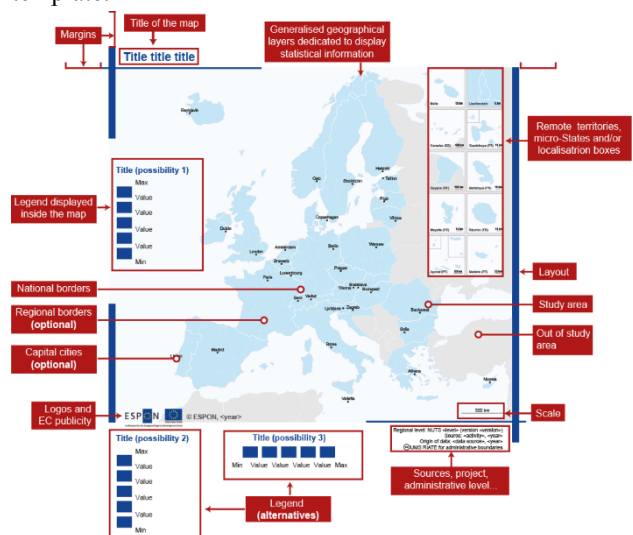 template.
Title of the map
Margins
Title title title
Generalised geographical
layers dedicated to display
statistical information
Reykjavik
Remote territories,
micro-States and/or
localisatrion boxes
Title (possibility 1)
Max
Value
Value
Value
Value
Min
Legend displayed
inside the map
Oslo
Stockholm
Helsinki
Tallinn
Riga
Copenhagen
Vilnius
Dublin
London
Amsterdam
Berlin
Warsaw
Brussels
Paris
Luxembourg
Prague
Vienna
Bratislava
Budapest
Bern
Vaduz
Ljubljana
Zagreb
Bucharest
Sofia
Madrid
Roma
Athens
Valletta
Nicosia
National borders
Regional borders
(optional)
Capital cities
(optional)
Layout
Study area
Out of study
area
Logos and
EC publicity
ESPON
© ESPON, <year>
500 km
Scale
Regional level: NUTS <level> (version <version>)
Source: <activity>, <year>
Origin of data: <data source>, <year>
UMS RIATE for administrative boundaries
Title (possibility 2)
Max
Value
Value
Value
Value
Min
Title (possibility 3)
Min Value Value Value Value Max
Sources, project,
administrative level...
Legend
(alternatives)